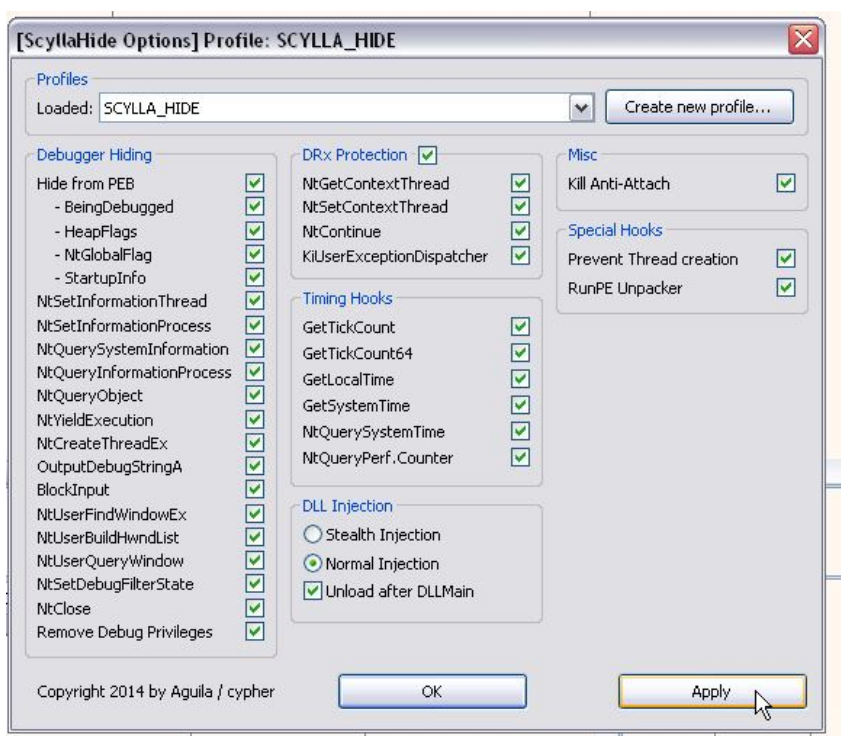 [ScyllaHide Options] Profile: SCYLLA_HIDE
Profiles
Loaded: SCYLLA_HIDE
Create new profile...
Debugger Hiding
Hide from PEB
- BeingDebugged
- HeapFlags
- NtGlobalFlag
- StartupInfo
NtSetInformationThread
NtSetInformationProcess
NtQuerySystemInformation
NtQueryInformationProcess
NtQueryObject
NtYieldExecution
NtCreateThreadEx
OutputDebugStringA
BlockInput
NtUserFindWindowEx
NtUserBuildHwndList
NtUserQueryWindow
NtSetDebugFilterState
NtClose
Remove Debug Privileges
DRx Protection
NtGetContextThread
NtSetContextThread
NtContinue
KiUserExceptionDispatcher
Timing Hooks
GetTickCount
GetTickCount64
GetLocalTime
GetSystemTime
NtQuerySystemTime
NtQueryPerf.Counter
DLL Injection
Stealth Injection
Normal Injection
Unload after DLLMain
Misc
Kill Anti-Attach
Special Hooks
Prevent Thread creation
RunPE Unpacker
Copyright 2014 by Aguila / cypher
OK
Apply